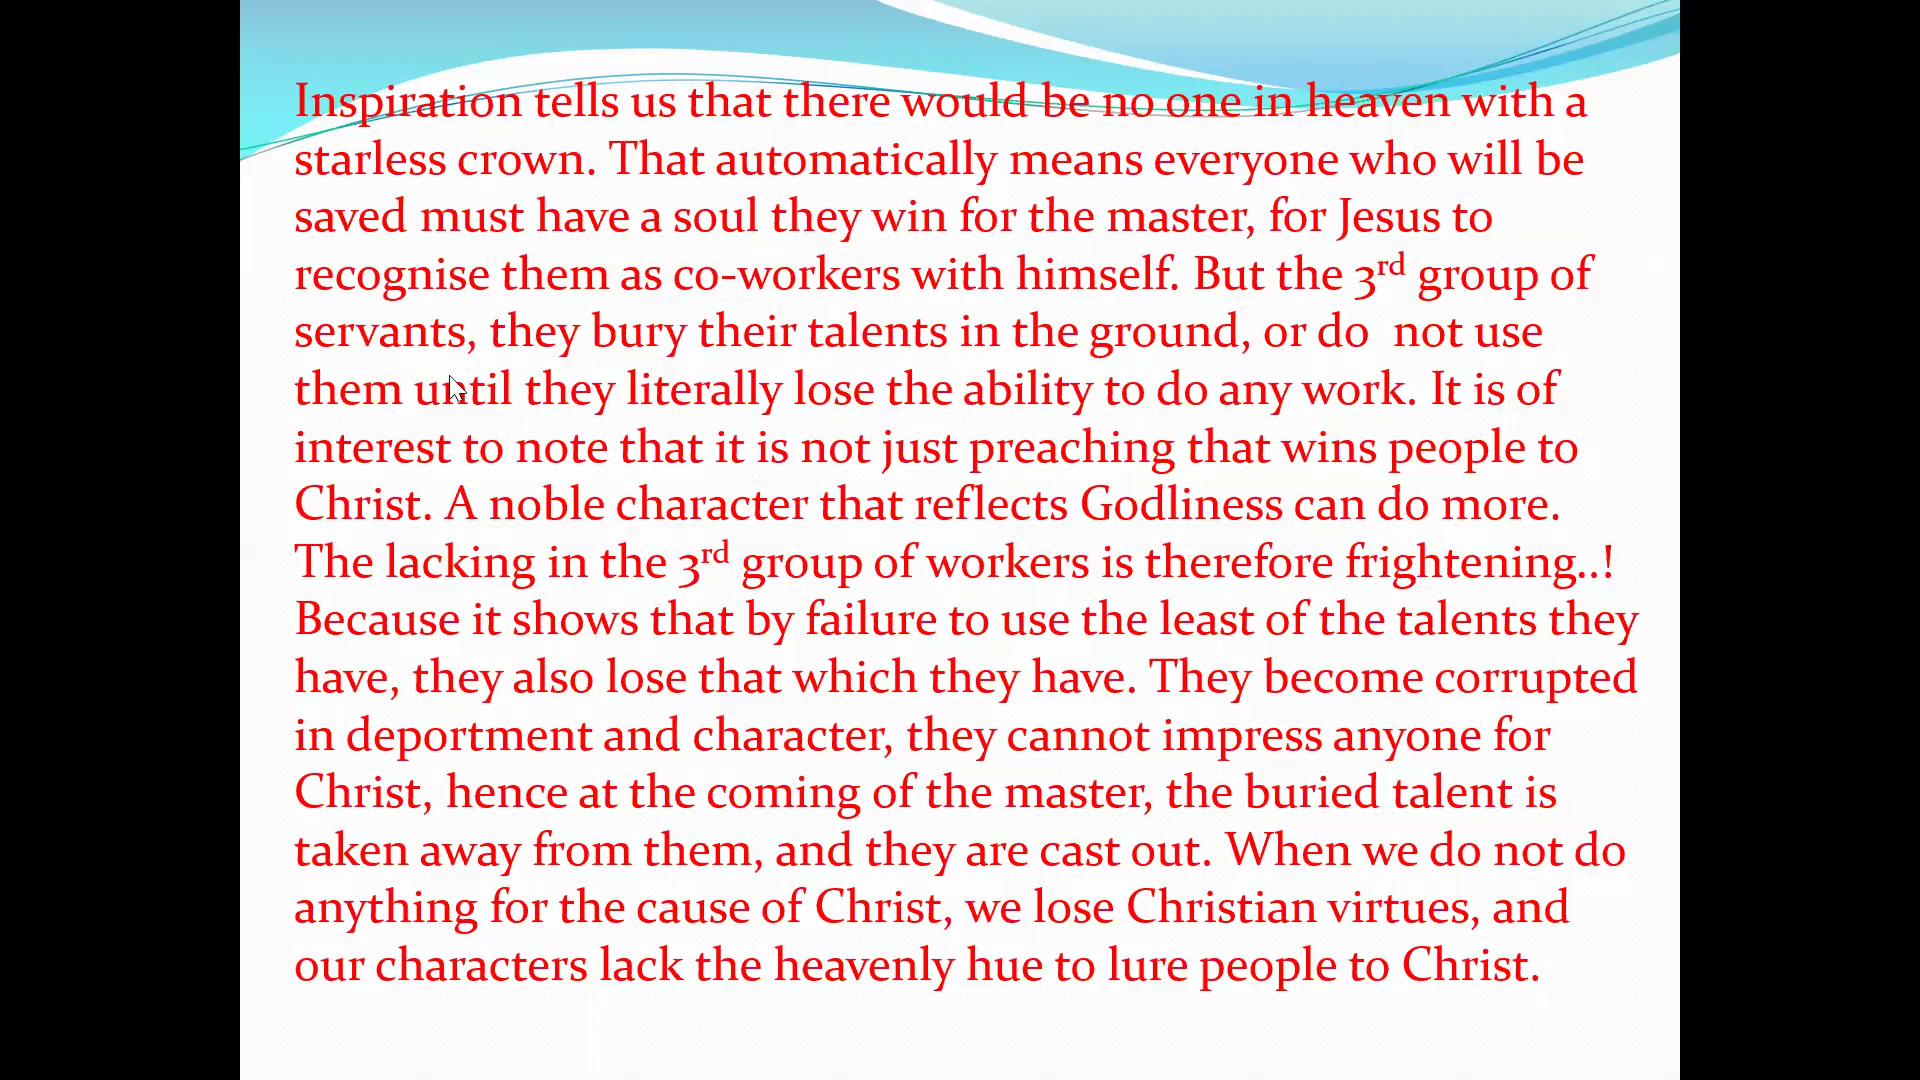 Inspiration tells us that there would be no one in heaven with a
starless crown. That automatically means everyone who will be
saved must have a soul they win for the master, for Jesus to
recognise them as co-workers with himself. But the 3rd group of
servants, they bury their talents in the ground, or do  not use
them until they literally lose the ability to do any work. It is of
interest to note that it is not just preaching that wins people to
Christ. A noble character that reflects Godliness can do more.
The lacking in the 3rd group of workers is therefore frightening..!
Because it shows that by failure to use the least of the talents they
have, they also lose that which they have. They become corrupted
in deportment and character, they cannot impress anyone for
Christ, hence at the coming of the master, the buried talent is
taken away from them, and they are cast out. When we do not do
anything for the cause of Christ, we lose Christian virtues, and
our characters lack the heavenly hue to lure people to Christ.